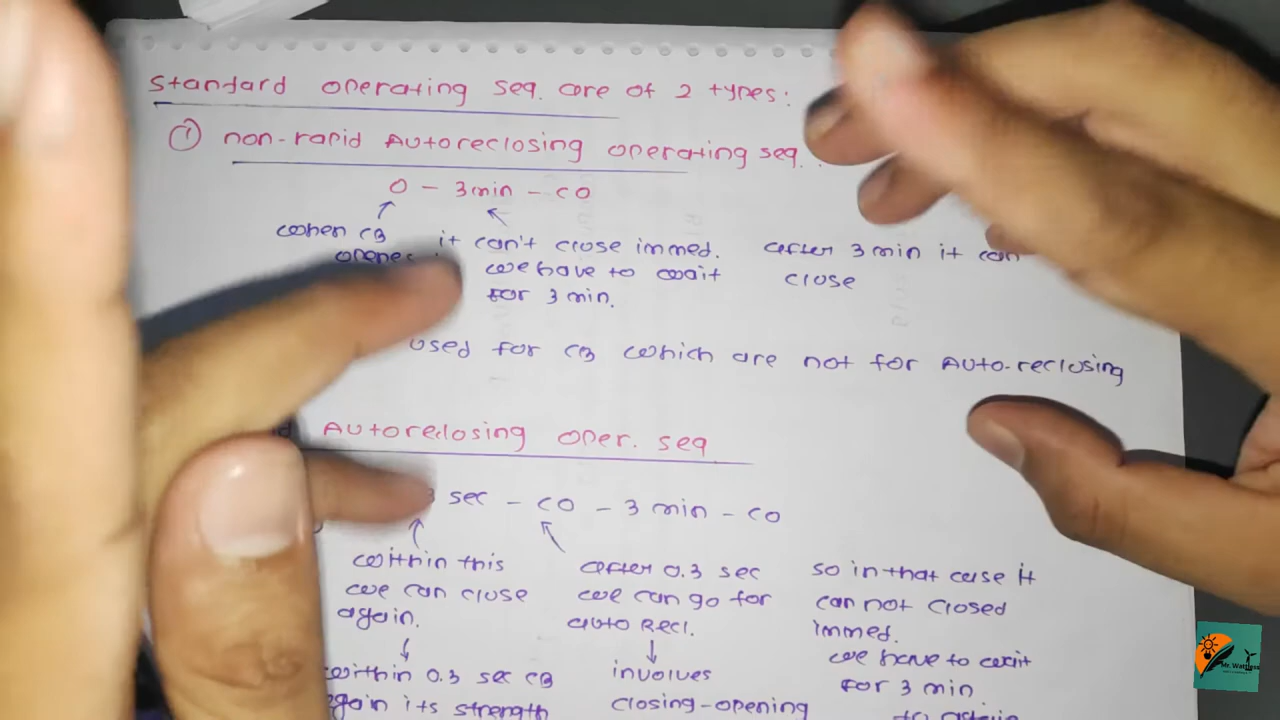 Standard operating seq. are of 2 types:
① non-rapid Autoreclosing operating seq.
O - 3min - CO
when CB it can't close immed. after 3 min it can
we have to wait close
for 3 min.
used for CB which are not for Auto-reclosing
Autoreclosing oper. seq
sec - CO - 3 min - CO
within this after 0.3 sec so in that case it
we can close we can go for can not closed
again. auto Recl. immed.
within 0.3 sec CB involves we have to wait
its strength closing-opening for 3 min
Mr. Wattless